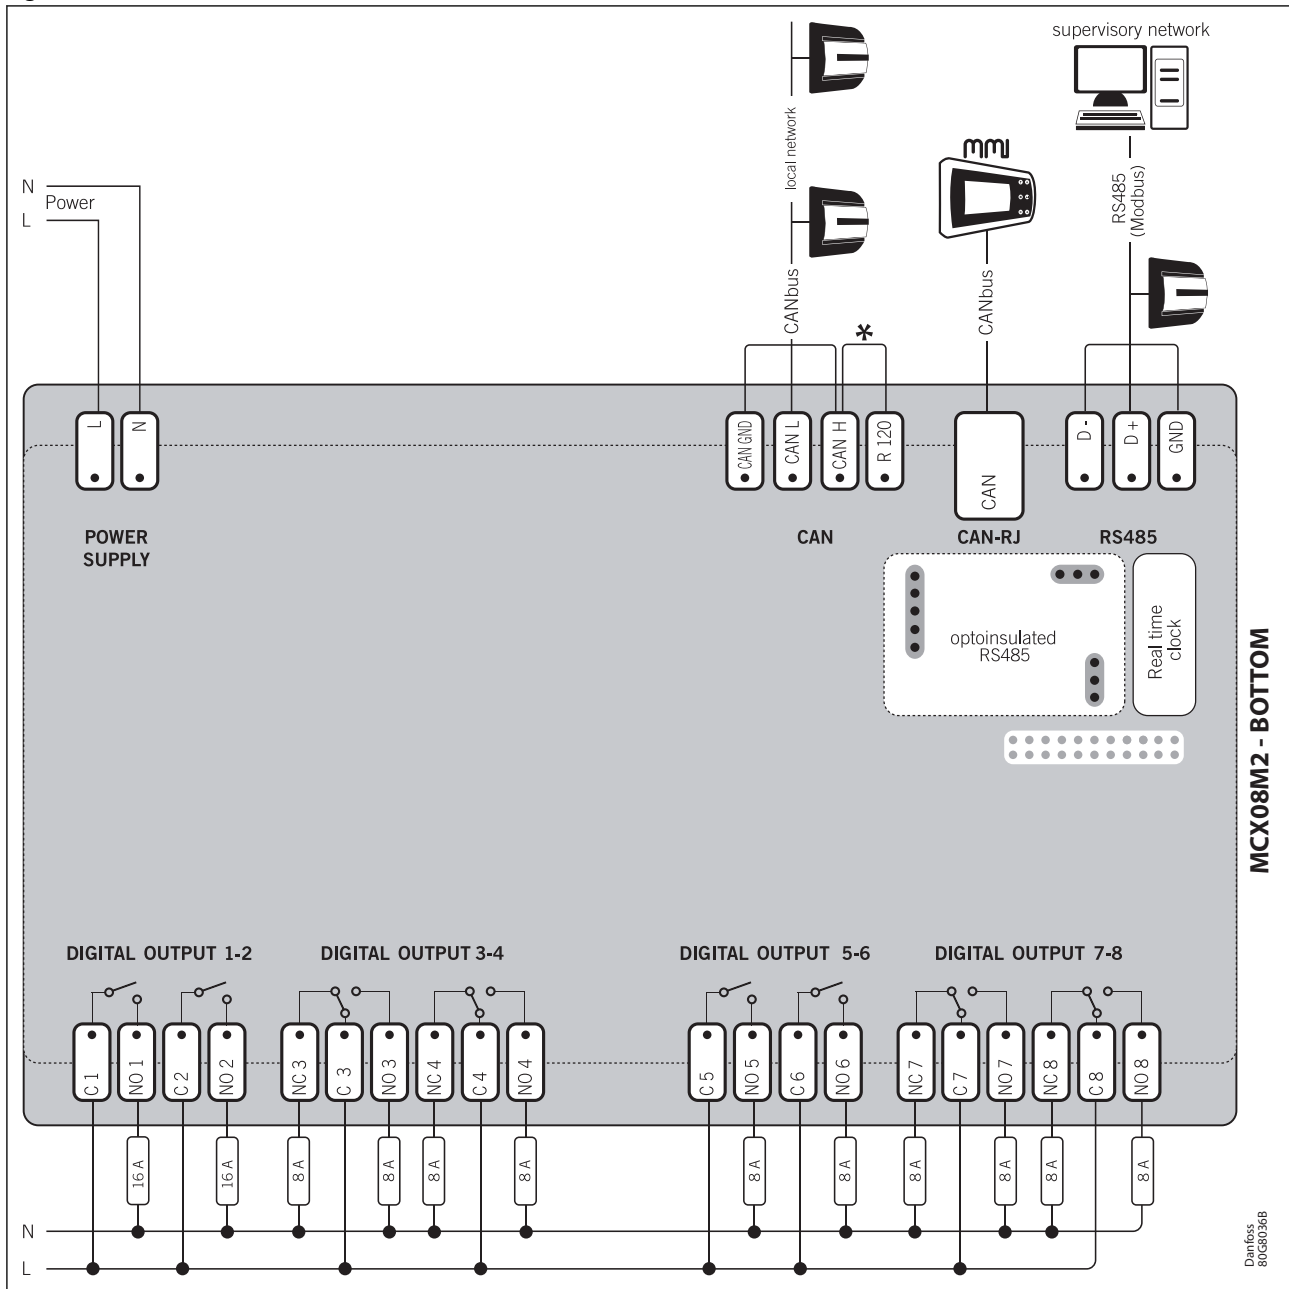 supervisory network
local network
mmi
RS485
(Modbus)
N
Power
L
CANbus
CANbus
*
L
N
CAN GND
CAN L
CAN H
R 120
CAN
D -
D +
GND
POWER
SUPPLY
CAN
CAN-RJ
RS485
optoinsulated
RS485
Real time
clock
MCX08M2 - BOTTOM
DIGITAL OUTPUT 1-2
DIGITAL OUTPUT 3-4
DIGITAL OUTPUT 5-6
DIGITAL OUTPUT 7-8
C 1
NO 1
C 2
NO 2
NC 3
C 3
NO 3
NC 4
C 4
NO 4
C 5
NO 5
C 6
NO 6
NC 7
C 7
NO 7
NC 8
C 8
NO 8
16 A
16 A
8 A
8 A
8 A
8 A
8 A
8 A
8 A
8 A
8 A
8 A
N
L
Danfoss
80G8036B